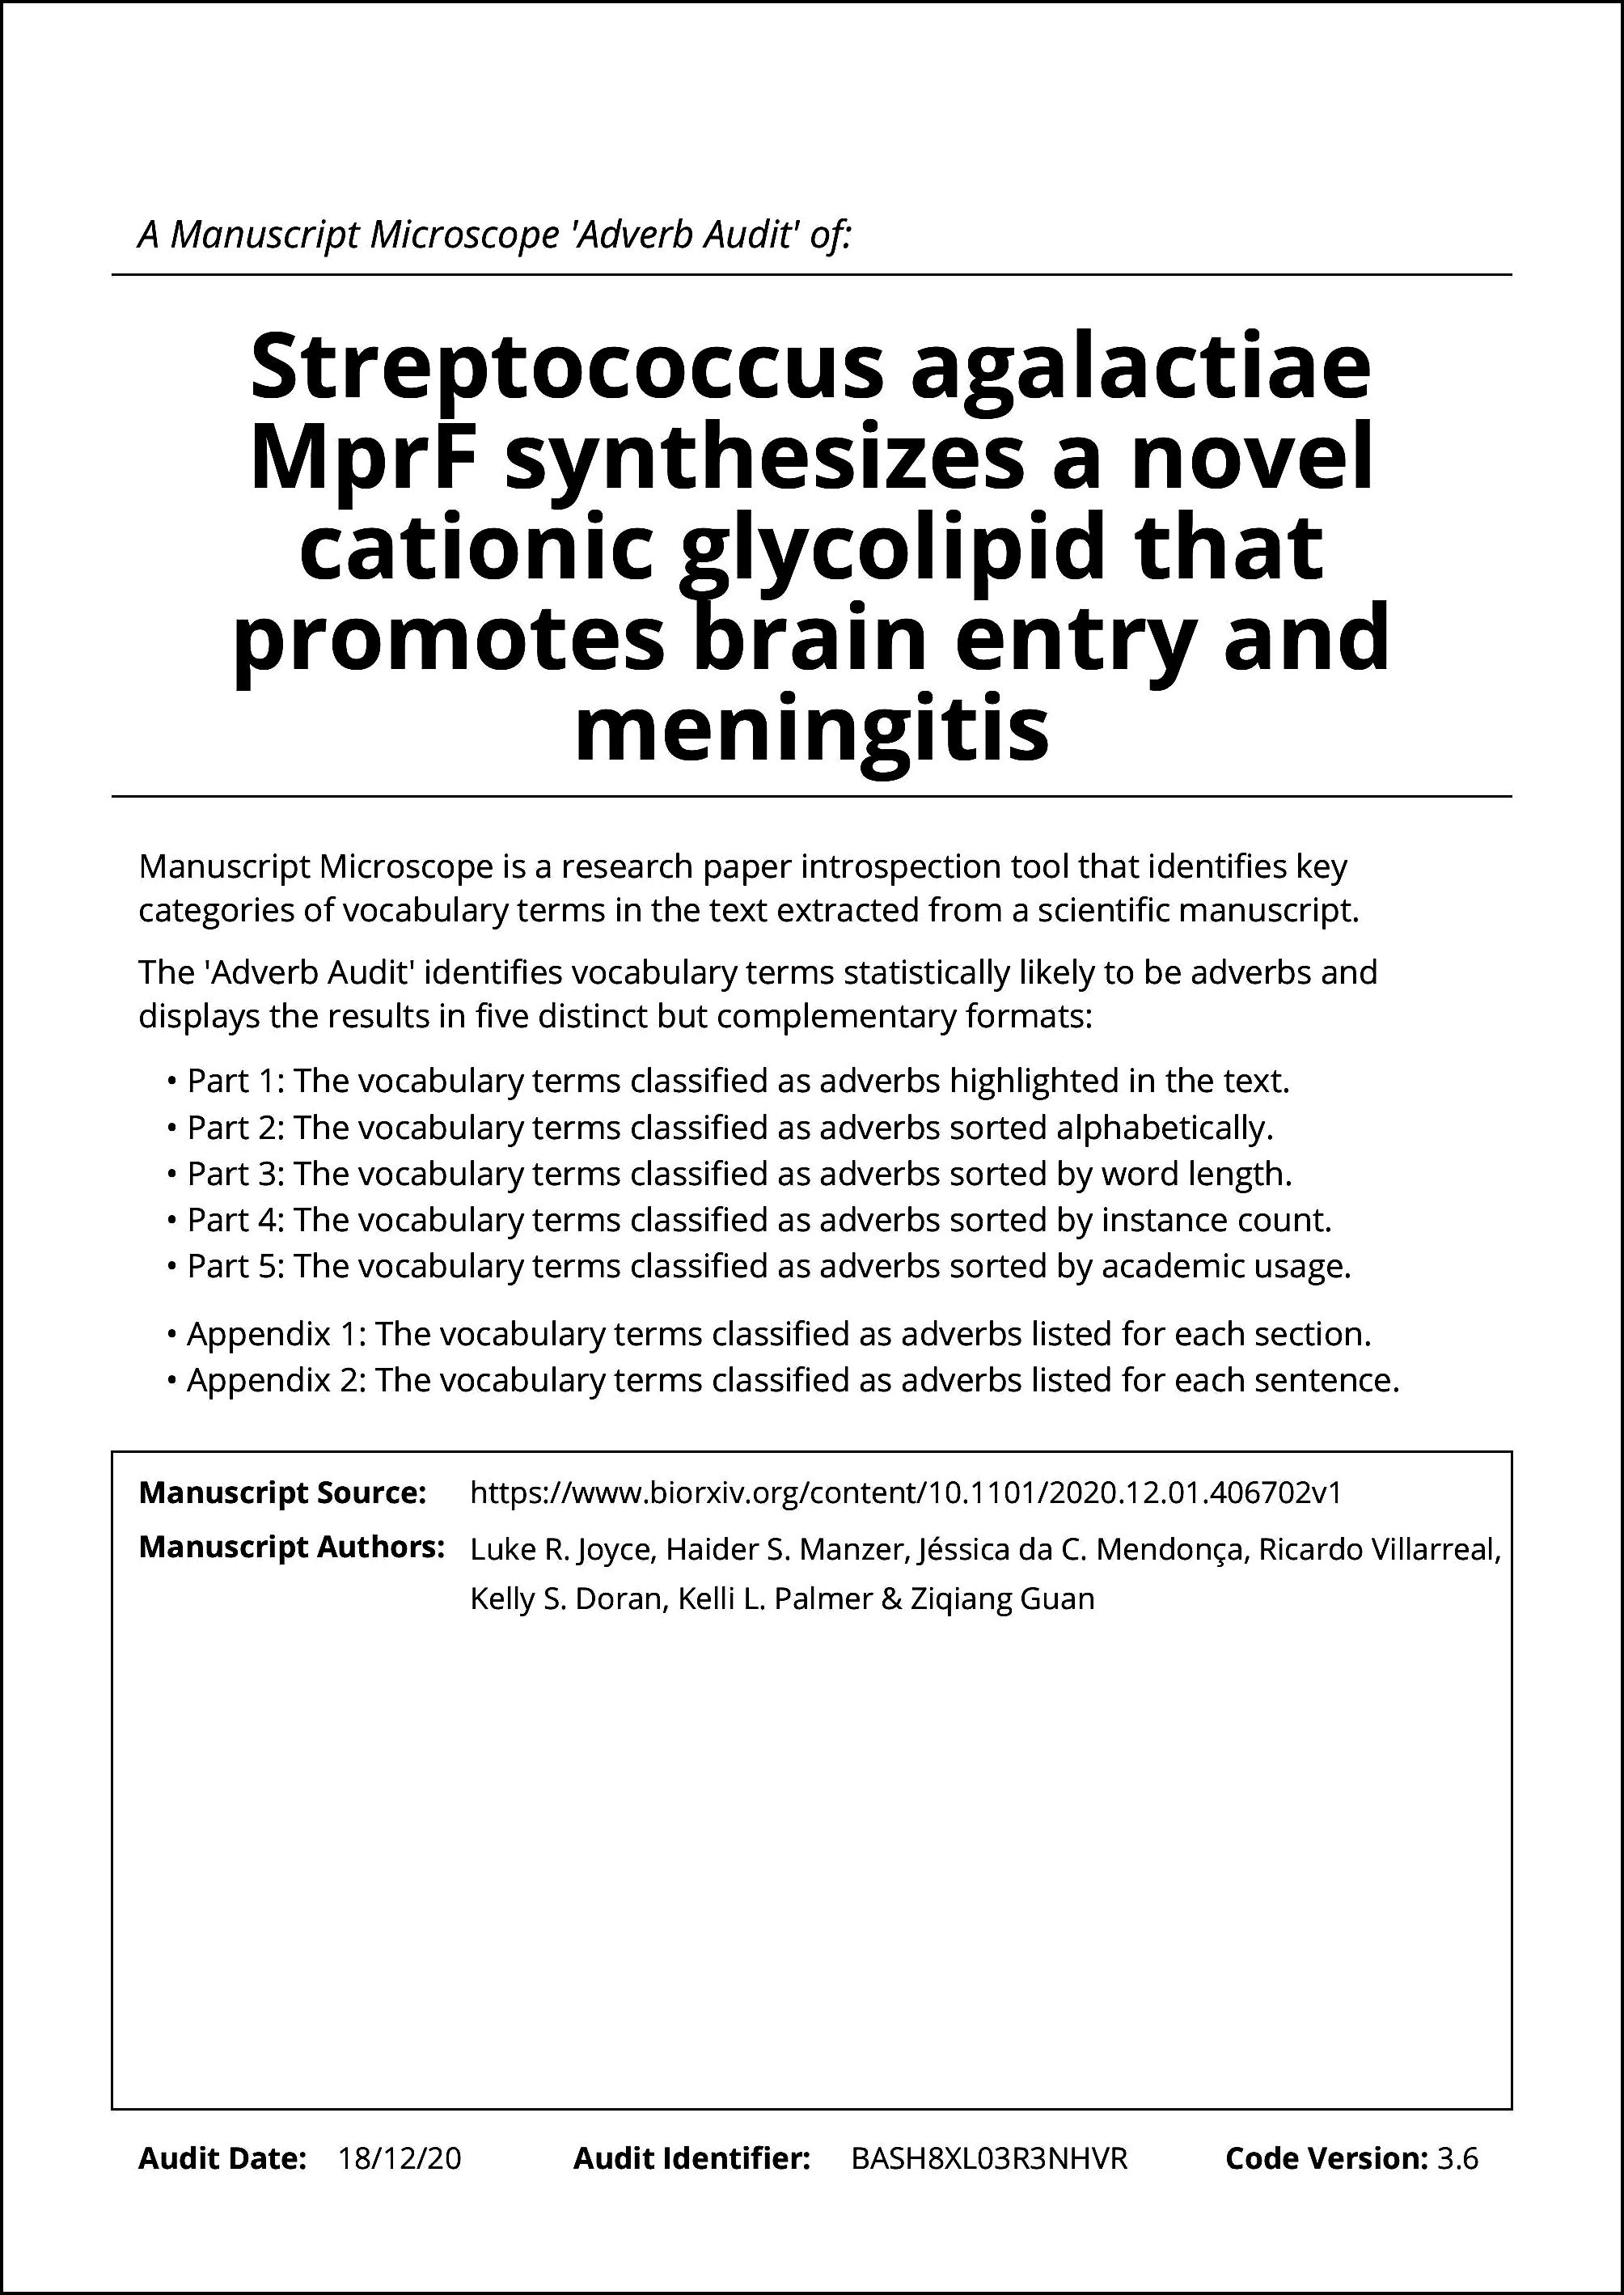 A Manuscript Microscope 'Adverb Audit' of:
Streptococcus agalactiae
MprF synthesizes a novel
cationic glycolipid that
promotes brain entry and
meningitis
Manuscript Microscope is a research paper introspection tool that identifies key
categories of vocabulary terms in the text extracted from a scientific manuscript.
The 'Adverb Audit' identifies vocabulary terms statistically likely to be adverbs and
displays the results in five distinct but complementary formats:
• Part 1: The vocabulary terms classified as adverbs highlighted in the text.
• Part 2: The vocabulary terms classified as adverbs sorted alphabetically.
• Part 3: The vocabulary terms classified as adverbs sorted by word length.
• Part 4: The vocabulary terms classified as adverbs sorted by instance count.
• Part 5: The vocabulary terms classified as adverbs sorted by academic usage.
• Appendix 1: The vocabulary terms classified as adverbs listed for each section.
• Appendix 2: The vocabulary terms classified as adverbs listed for each sentence.
Manuscript Source: https://www.biorxiv.org/content/10.1101/2020.12.01.406702v1
Manuscript Authors: Luke R. Joyce, Haider S. Manzer, Jéssica da C. Mendonça, Ricardo Villarreal,
Kelly S. Doran, Kelli L. Palmer & Ziqiang Guan
Audit Date: 18/12/20 Audit Identifier: BASH8XL03R3NHVR Code Version: 3.6